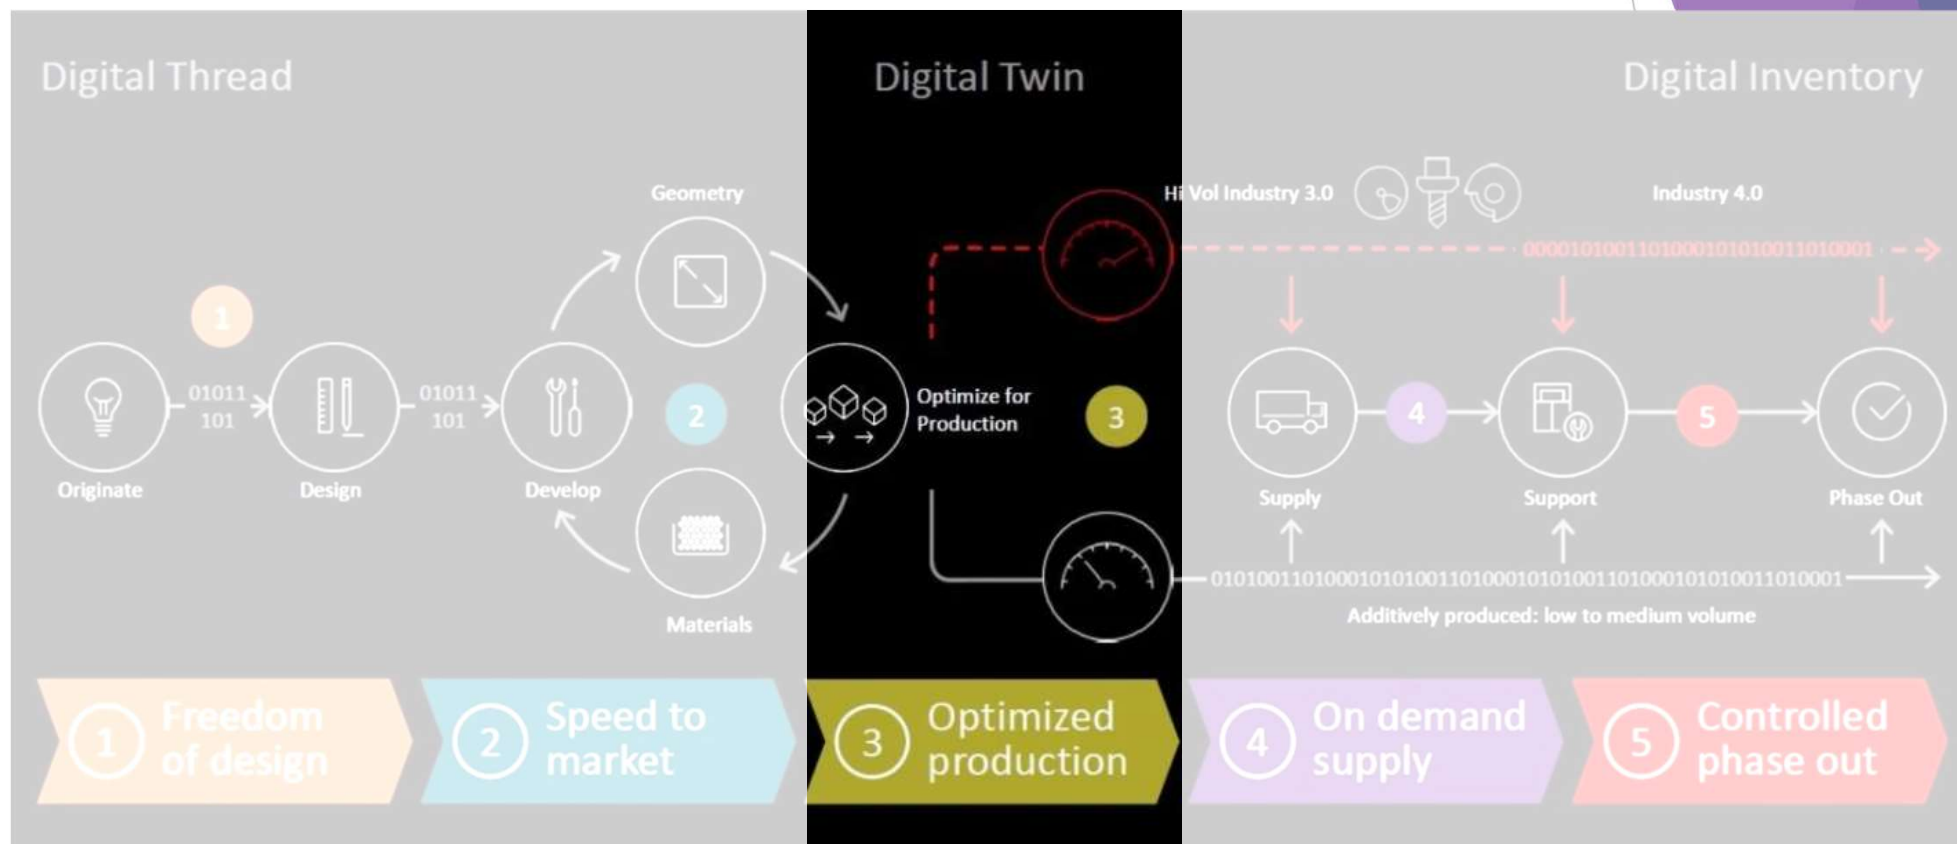 Digital Thread
Digital Twin
Digital Inventory
Geometry
Hi Vol Industry 3.0
Industry 4.0
0000101001101000101010011010001
1
01011
101
01011
101
2
Optimize for
Production
3
4
5
Originate
Design
Develop
Supply
Support
Phase Out
0101001101000101010011010001010100110100010101001​1010001
Additively produced: low to medium volume
Materials
1
Freedom
of design
2
Speed to
market
3
Optimized
production
4
On demand
supply
5
Controlled
phase out